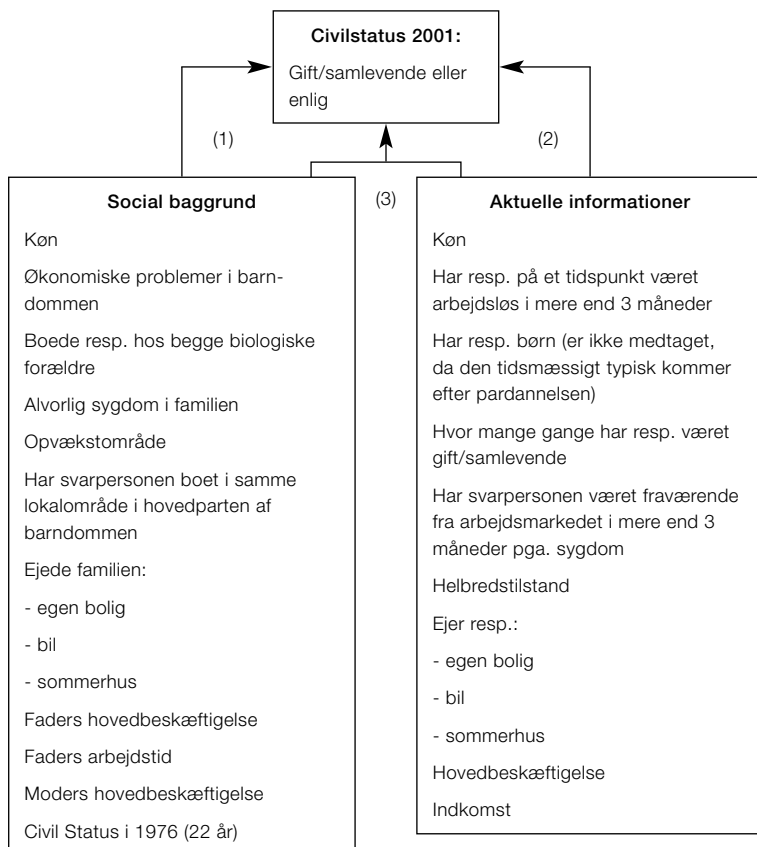 Civilstatus 2001:
Gift/samlevende eller
enlig
(1)
(2)
(3)
Social baggrund
Køn
Økonomiske problemer i barn-
dommen
Boede resp. hos begge biologiske
forældre
Alvorlig sygdom i familien
Opvækstområde
Har svarpersonen boet i samme
lokalområde i hovedparten af
barndommen
Ejede familien:
- egen bolig
- bil
- sommerhus
Faders hovedbeskæftigelse
Faders arbejdstid
Moders hovedbeskæftigelse
Civil Status i 1976 (22 år)
Aktuelle informationer
Køn
Har resp. på et tidspunkt været
arbejdsløs i mere end 3 måneder
Har resp. børn (er ikke medtaget,
da den tidsmæssigt typisk kommer
efter pardannelsen)
Hvor mange gange har resp. været
gift/samlevende
Har svarpersonen været fraværende
fra arbejdsmarkedet i mere end 3
måneder pga. sygdom
Helbredstilstand
Ejer resp.:
- egen bolig
- bil
- sommerhus
Hovedbeskæftigelse
Indkomst